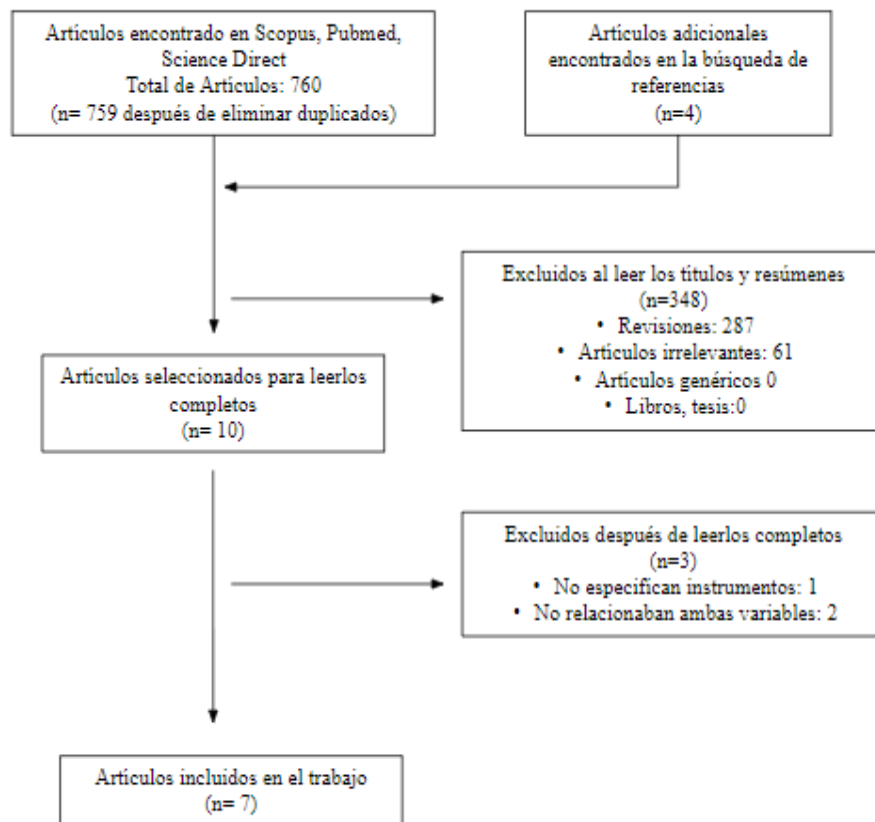 Artículos encontrado en Scopus, Pubmed,
Science Direct
Total de Artículos: 760
(n= 759 después de eliminar duplicados)
Artículos adicionales
encontrados en la búsqueda de
referencias
(n=4)
Excluidos al leer los títulos y resúmenes
(n=348)
• Revisiones: 287
• Artículos irrelevantes: 61
• Artículos genéricos 0
• Libros, tesis:0
Artículos seleccionados para leerlos
completos
(n= 10)
Excluidos después de leerlos completos
(n=3)
• No especifican instrumentos: 1
• No relacionaban ambas variables: 2
Artículos incluidos en el trabajo
(n= 7)